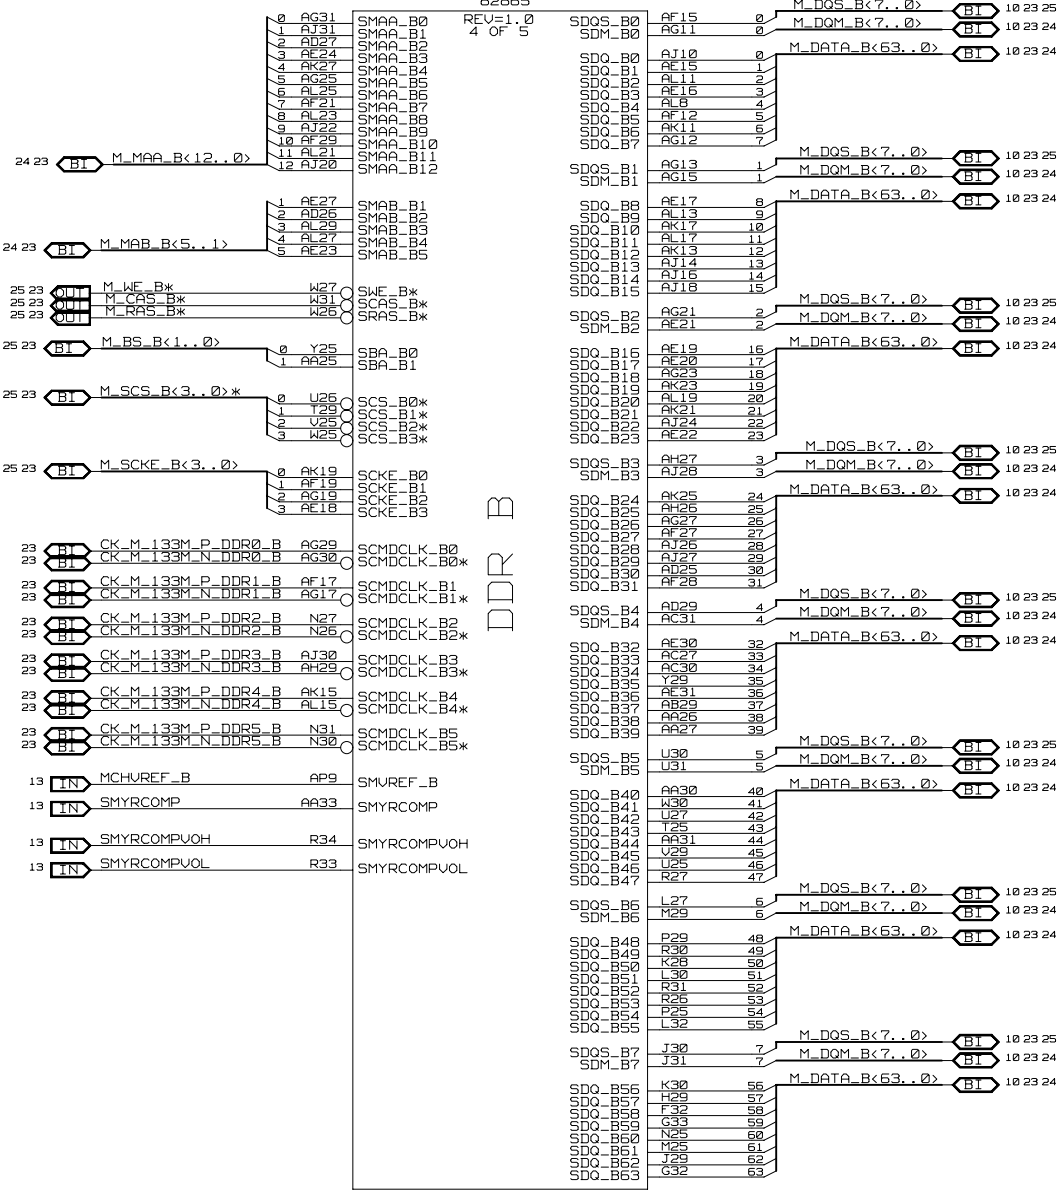 82865
REV=1.0
4 OF 5
DDR B
24 23 BI M_MAA_B<12..0>
0 AG31 SMAA_B0
1 AJ31 SMAA_B1
2 AD27 SMAA_B2
3 AE24 SMAA_B3
4 AK27 SMAA_B4
5 AG25 SMAA_B5
6 AL25 SMAA_B6
7 AF21 SMAA_B7
8 AL23 SMAA_B8
9 AJ22 SMAA_B9
10 AF29 SMAA_B10
11 AL21 SMAA_B11
12 AJ20 SMAA_B12
24 23 BI M_MAB_B<5..1>
1 AE27 SMAB_B1
2 AD26 SMAB_B2
3 AL29 SMAB_B3
4 AL27 SMAB_B4
5 AE23 SMAB_B5
25 23 OUT M_WE_B* W27 SWE_B*
25 23 OUT M_CAS_B* W31 SCAS_B*
25 23 OUT M_RAS_B* W26 SRAS_B*
25 23 BI M_BS_B<1..0>
0 Y25 SBA_B0
1 AA25 SBA_B1
25 23 BI M_SCS_B<3..0>*
0 U26 SCS_B0*
1 T29 SCS_B1*
2 V25 SCS_B2*
3 W25 SCS_B3*
25 23 BI M_SCKE_B<3..0>
0 AK19 SCKE_B0
1 AF19 SCKE_B1
2 AG19 SCKE_B2
3 AE18 SCKE_B3
23 BI CK_M_133M_P_DDR0_B AG29 SCMDCLK_B0
23 BI CK_M_133M_N_DDR0_B AG30 SCMDCLK_B0*
23 BI CK_M_133M_P_DDR1_B AF17 SCMDCLK_B1
23 BI CK_M_133M_N_DDR1_B AG17 SCMDCLK_B1*
23 BI CK_M_133M_P_DDR2_B N27 SCMDCLK_B2
23 BI CK_M_133M_N_DDR2_B N26 SCMDCLK_B2*
23 BI CK_M_133M_P_DDR3_B AJ30 SCMDCLK_B3
23 BI CK_M_133M_N_DDR3_B AH29 SCMDCLK_B3*
23 BI CK_M_133M_P_DDR4_B AK15 SCMDCLK_B4
23 BI CK_M_133M_N_DDR4_B AL15 SCMDCLK_B4*
23 BI CK_M_133M_P_DDR5_B N31 SCMDCLK_B5
23 BI CK_M_133M_N_DDR5_B N30 SCMDCLK_B5*
13 IN MCHVREF_B AP9 SMVREF_B
13 IN SMYRCOMP AA33 SMYRCOMP
13 IN SMYRCOMPVOH R34 SMYRCOMPVOH
13 IN SMYRCOMPVOL R33 SMYRCOMPVOL
SDQS_B0 AF15 0 M_DQS_B<7..0> BI 10 23 25
SDM_B0 AG11 0 M_DQM_B<7..0> BI 10 23 24
M_DATA_B<63..0> BI 10 23 24
SDQ_B0 AJ10 0
SDQ_B1 AE15 1
SDQ_B2 AL11 2
SDQ_B3 AE16 3
SDQ_B4 AL8 4
SDQ_B5 AF12 5
SDQ_B6 AK11 6
SDQ_B7 AG12 7
SDQS_B1 AG13 1 M_DQS_B<7..0> BI 10 23 25
SDM_B1 AG15 1 M_DQM_B<7..0> BI 10 23 24
M_DATA_B<63..0> BI 10 23 24
SDQ_B8 AE17 8
SDQ_B9 AL13 9
SDQ_B10 AK17 10
SDQ_B11 AL17 11
SDQ_B12 AK13 12
SDQ_B13 AJ14 13
SDQ_B14 AJ16 14
SDQ_B15 AJ18 15
SDQS_B2 AG21 2 M_DQS_B<7..0> BI 10 23 25
SDM_B2 AE21 2 M_DQM_B<7..0> BI 10 23 24
M_DATA_B<63..0> BI 10 23 24
SDQ_B16 AE19 16
SDQ_B17 AE20 17
SDQ_B18 AG23 18
SDQ_B19 AK23 19
SDQ_B20 AL19 20
SDQ_B21 AK21 21
SDQ_B22 AJ24 22
SDQ_B23 AE22 23
SDQS_B3 AH27 3 M_DQS_B<7..0> BI 10 23 25
SDM_B3 AJ28 3 M_DQM_B<7..0> BI 10 23 24
M_DATA_B<63..0> BI 10 23 24
SDQ_B24 AK25 24
SDQ_B25 AH26 25
SDQ_B26 AG27 26
SDQ_B27 AF27 27
SDQ_B28 AJ26 28
SDQ_B29 AJ27 29
SDQ_B30 AD25 30
SDQ_B31 AF28 31
SDQS_B4 AD29 4 M_DQS_B<7..0> BI 10 23 25
SDM_B4 AC31 4 M_DQM_B<7..0> BI 10 23 24
M_DATA_B<63..0> BI 10 23 24
SDQ_B32 AE30 32
SDQ_B33 AC27 33
SDQ_B34 AC30 34
SDQ_B35 Y29 35
SDQ_B36 AE31 36
SDQ_B37 AB29 37
SDQ_B38 AA26 38
SDQ_B39 AA27 39
SDQS_B5 U30 5 M_DQS_B<7..0> BI 10 23 25
SDM_B5 U31 5 M_DQM_B<7..0> BI 10 23 24
M_DATA_B<63..0> BI 10 23 24
SDQ_B40 AA30 40
SDQ_B41 W30 41
SDQ_B42 U27 42
SDQ_B43 T25 43
SDQ_B44 AA31 44
SDQ_B45 V29 45
SDQ_B46 U25 46
SDQ_B47 R27 47
SDQS_B6 L27 6 M_DQS_B<7..0> BI 10 23 25
SDM_B6 M29 6 M_DQM_B<7..0> BI 10 23 24
M_DATA_B<63..0> BI 10 23 24
SDQ_B48 P29 48
SDQ_B49 R30 49
SDQ_B50 K28 50
SDQ_B51 L30 51
SDQ_B52 R31 52
SDQ_B53 R26 53
SDQ_B54 P25 54
SDQ_B55 L32 55
SDQS_B7 J30 7 M_DQS_B<7..0> BI 10 23 25
SDM_B7 J31 7 M_DQM_B<7..0> BI 10 23 24
M_DATA_B<63..0> BI 10 23 24
SDQ_B56 K30 56
SDQ_B57 H29 57
SDQ_B58 F32 58
SDQ_B59 G33 59
SDQ_B60 N25 60
SDQ_B61 M25 61
SDQ_B62 J29 62
SDQ_B63 G32 63